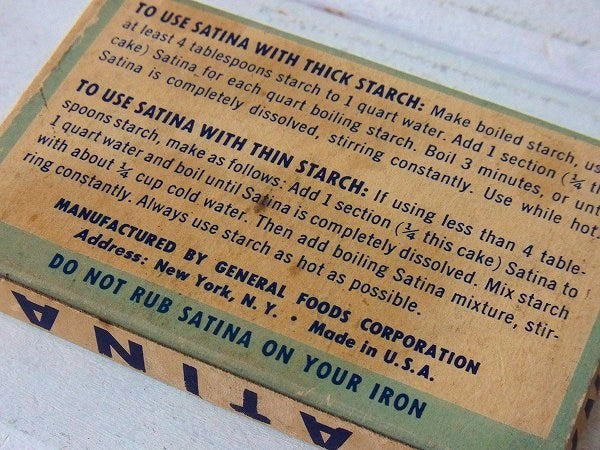 TO USE SATINA WITH THICK STARCH: Make boiled starch, us
at least 4 tablespoons starch to 1 quart water. Add 1 section (¼ th
cake) Satina for each quart boiling starch. Boil 3 minutes, or unt
Satina is completely dissolved, stirring constantly. Use while hot.
TO USE SATINA WITH THIN STARCH: If using less than 4 table-
spoons starch, make as follows: Add 1 section (¼ this cake) Satina to
1 quart water and boil until Satina is completely dissolved. Mix starch
with about ¼ cup cold water. Then add boiling Satina mixture, stir-
ring constantly. Always use starch as hot as possible.
MANUFACTURED BY GENERAL FOODS CORPORATION
Address: New York, N. Y. • Made in U.S.A.
DO NOT RUB SATINA ON YOUR IRON
ATINA